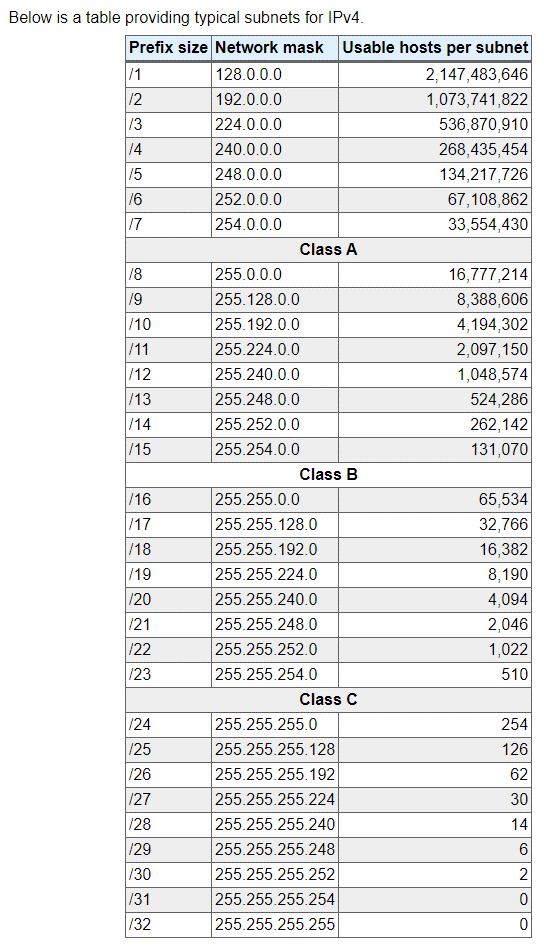 Below is a table providing typical subnets for IPv4.
Prefix size Network mask Usable hosts per subnet
/1 128.0.0.0 2,147,483,646
/2 192.0.0.0 1,073,741,822
/3 224.0.0.0 536,870,910
/4 240.0.0.0 268,435,454
/5 248.0.0.0 134,217,726
/6 252.0.0.0 67,108,862
/7 254.0.0.0 33,554,430
Class A
/8 255.0.0.0 16,777,214
/9 255.128.0.0 8,388,606
/10 255.192.0.0 4,194,302
/11 255.224.0.0 2,097,150
/12 255.240.0.0 1,048,574
/13 255.248.0.0 524,286
/14 255.252.0.0 262,142
/15 255.254.0.0 131,070
Class B
/16 255.255.0.0 65,534
/17 255.255.128.0 32,766
/18 255.255.192.0 16,382
/19 255.255.224.0 8,190
/20 255.255.240.0 4,094
/21 255.255.248.0 2,046
/22 255.255.252.0 1,022
/23 255.255.254.0 510
Class C
/24 255.255.255.0 254
/25 255.255.255.128 126
/26 255.255.255.192 62
/27 255.255.255.224 30
/28 255.255.255.240 14
/29 255.255.255.248 6
/30 255.255.255.252 2
/31 255.255.255.254 0
/32 255.255.255.255 0